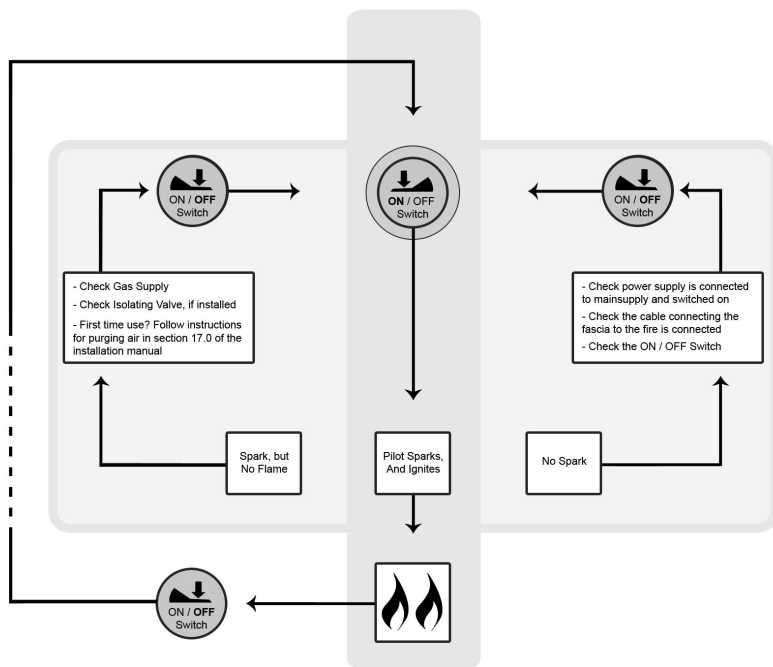 ON / OFF
Switch
ON / OFF
Switch
ON / OFF
Switch
- Check Gas Supply
- Check Isolating Valve, if installed
- First time use? Follow instructions
for purging air in section 17.0 of the
installation manual
- Check power supply is connected
to mainsupply and switched on
- Check the cable connecting the
fascia to the fire is connected
- Check the ON / OFF Switch
Spark, but
No Flame
Pilot Sparks,
And Ignites
No Spark
ON / OFF
Switch